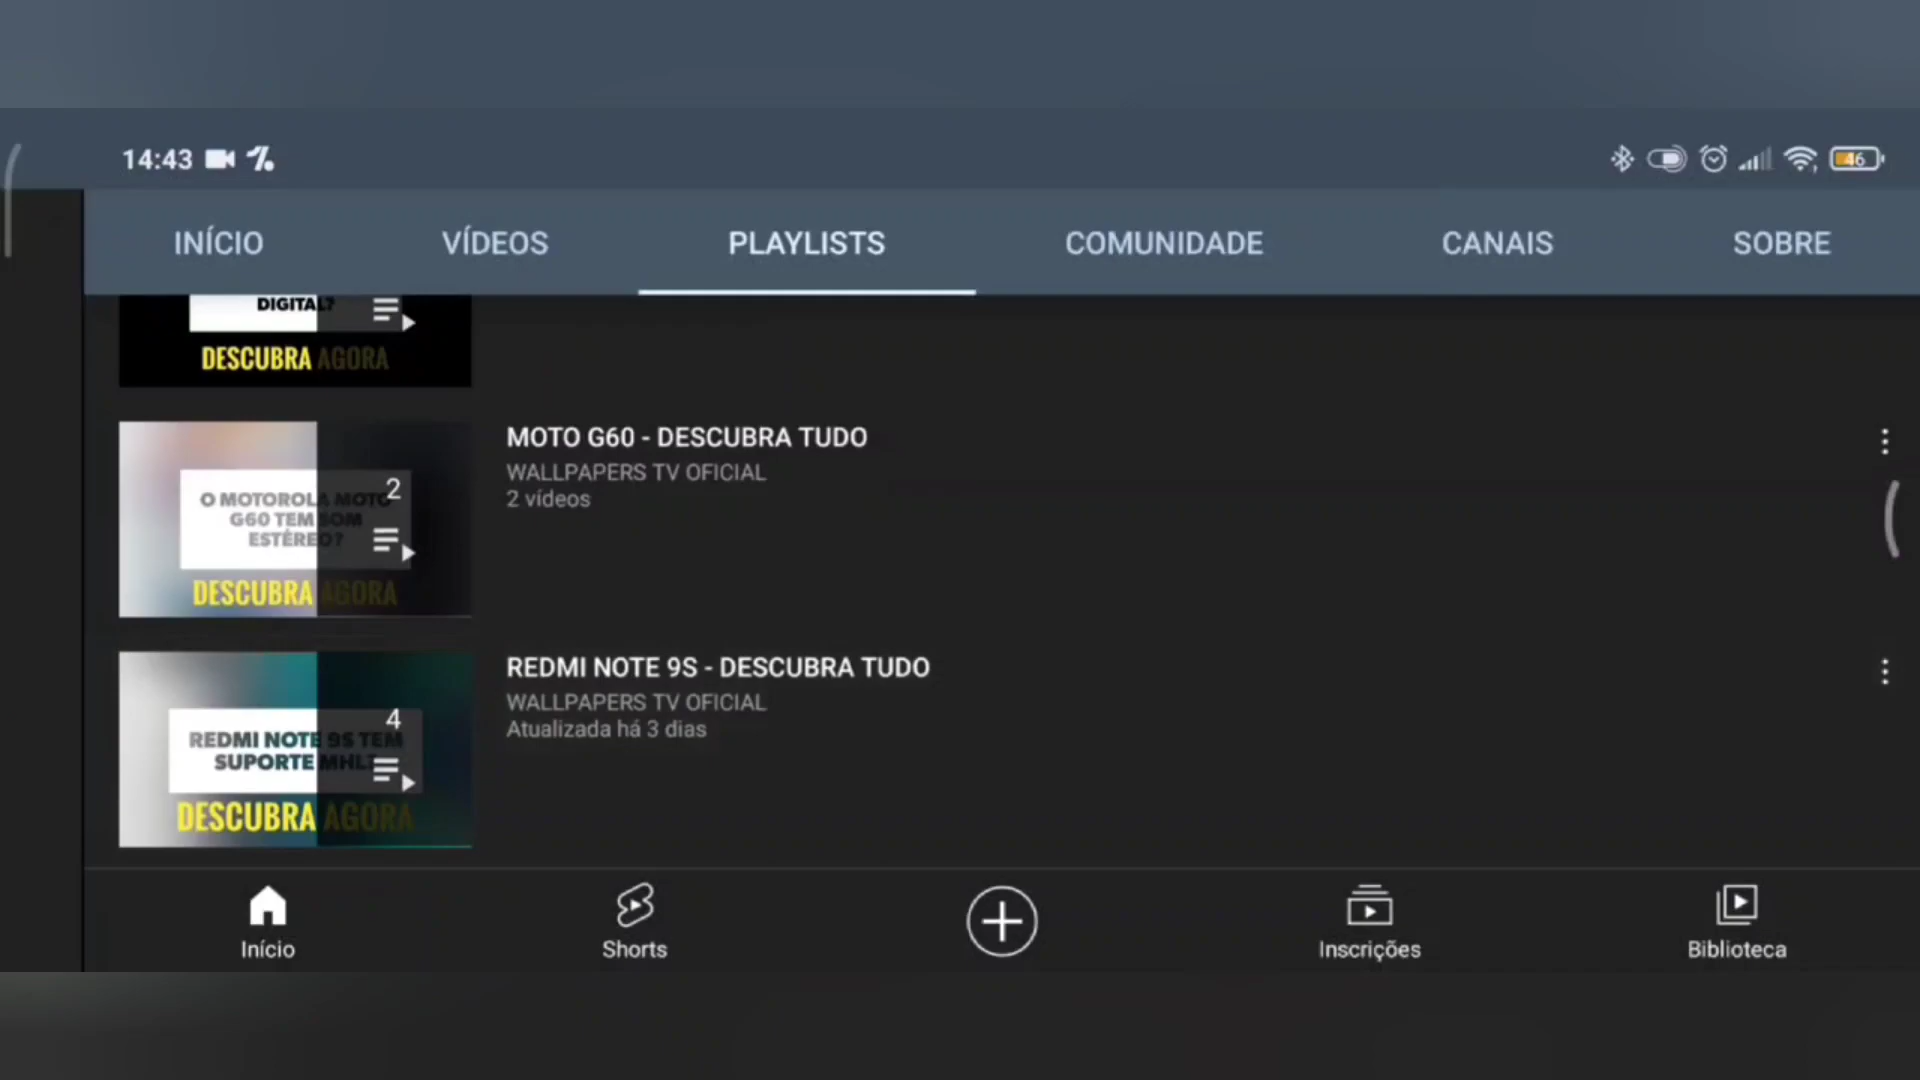 14:43
46
INÍCIO VÍDEOS PLAYLISTS COMUNIDADE CANAIS SOBRE
DIGITAL?
DESCUBRA AGORA
MOTO G60 - DESCUBRA TUDO
WALLPAPERS TV OFICIAL
2 vídeos
2
O MOTOROLA MOTO
G60 TEM SOM
ESTÉREO?
DESCUBRA AGORA
REDMI NOTE 9S - DESCUBRA TUDO
WALLPAPERS TV OFICIAL
Atualizada há 3 dias
4
REDMI NOTE 9S TEM
SUPORTE MHL?
DESCUBRA AGORA
Início Shorts Inscrições Biblioteca